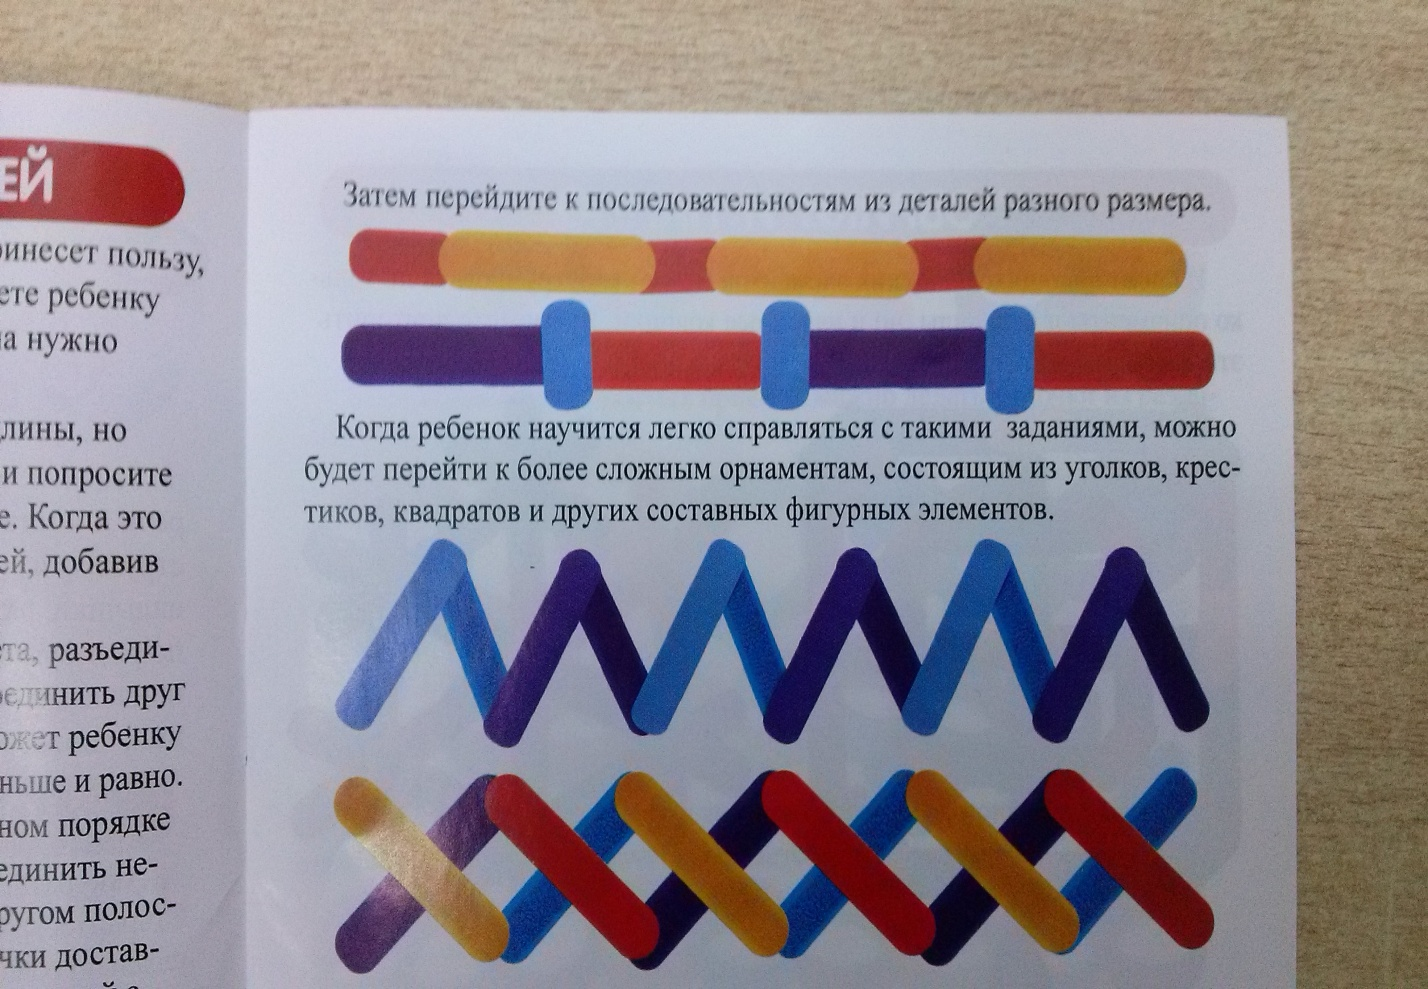 ЕЙ
ринесет пользу,
ете ребенку
на нужно
лины, но
и попросите
е. Когда это
ей, добавив
ета, разъеди-
единить друг
ожет ребенку
ньше и равно.
ном порядке
единить не-
ругом полос-
чки достав-
Затем перейдите к последовательностям из деталей разного размера.
Когда ребенок научится легко справляться с такими заданиями, можно
будет перейти к более сложным орнаментам, состоящим из уголков, крес-
тиков, квадратов и других составных фигурных элементов.